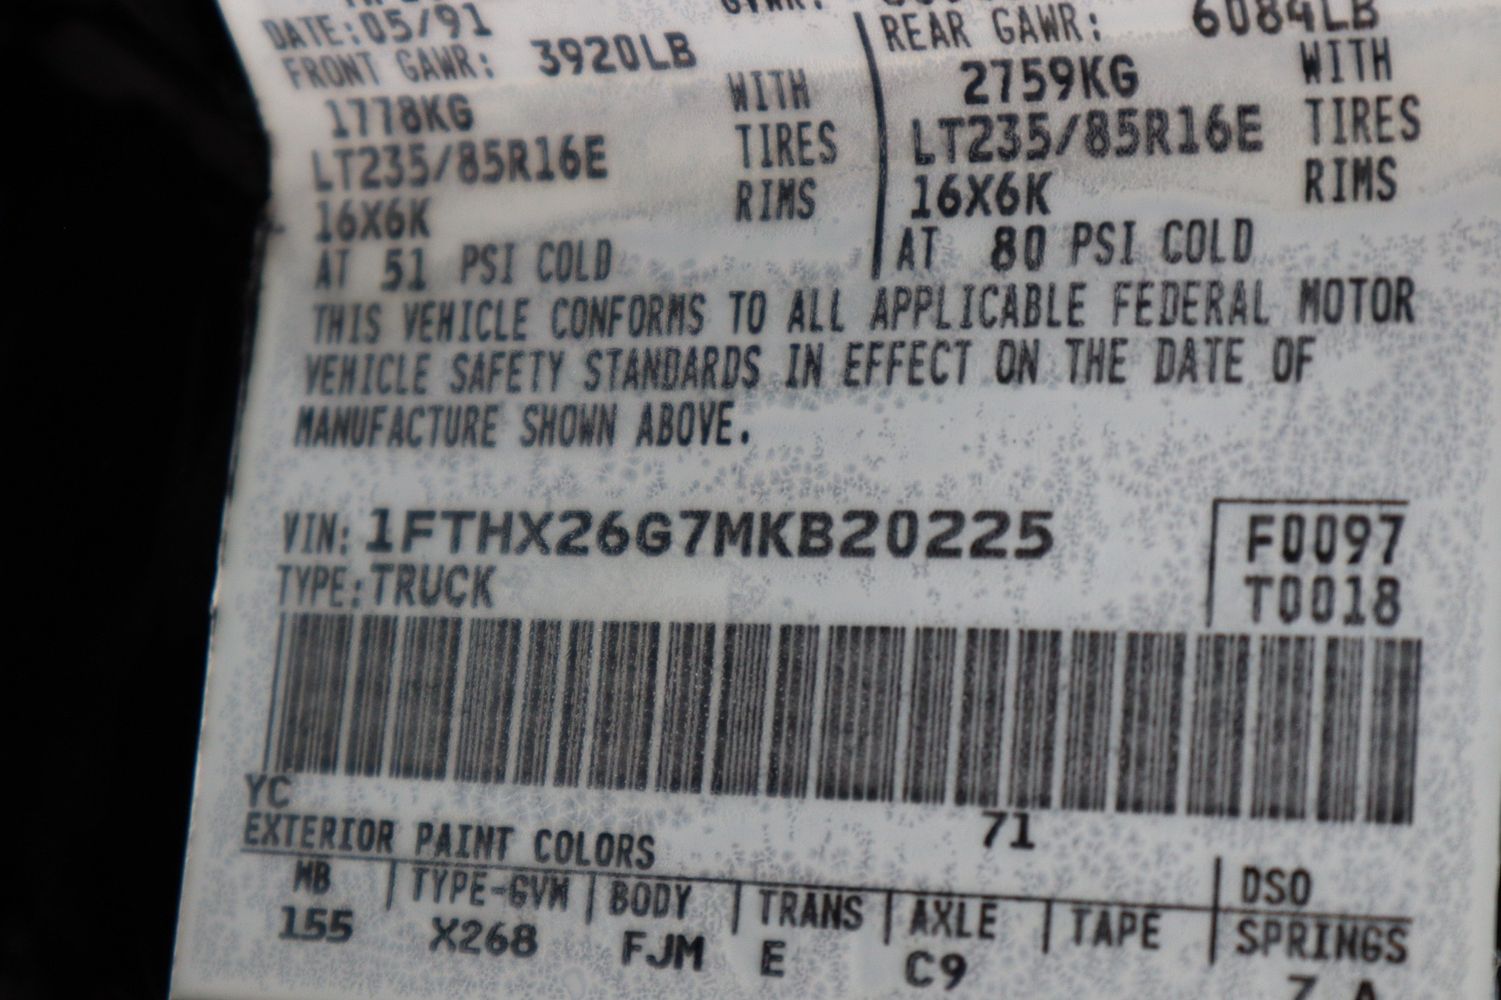 DATE:05/91
FRONT GAWR: 3920LB
1778KG WITH
LT235/85R16E TIRES
16X6K RIMS
AT 51 PSI COLD
REAR GAWR: 6084LB
2759KG WITH
LT235/85R16E TIRES
16X6K RIMS
AT 80 PSI COLD
THIS VEHICLE CONFORMS TO ALL APPLICABLE FEDERAL MOTOR
VEHICLE SAFETY STANDARDS IN EFFECT ON THE DATE OF
MANUFACTURE SHOWN ABOVE.
VIN: 1FTHX26G7MKB20225
TYPE: TRUCK
F0097
T0018
YC
71
EXTERIOR PAINT COLORS
DSO
WB TYPE-GVW BODY TRANS AXLE TAPE SPRINGS
155 X268 FJM E C9